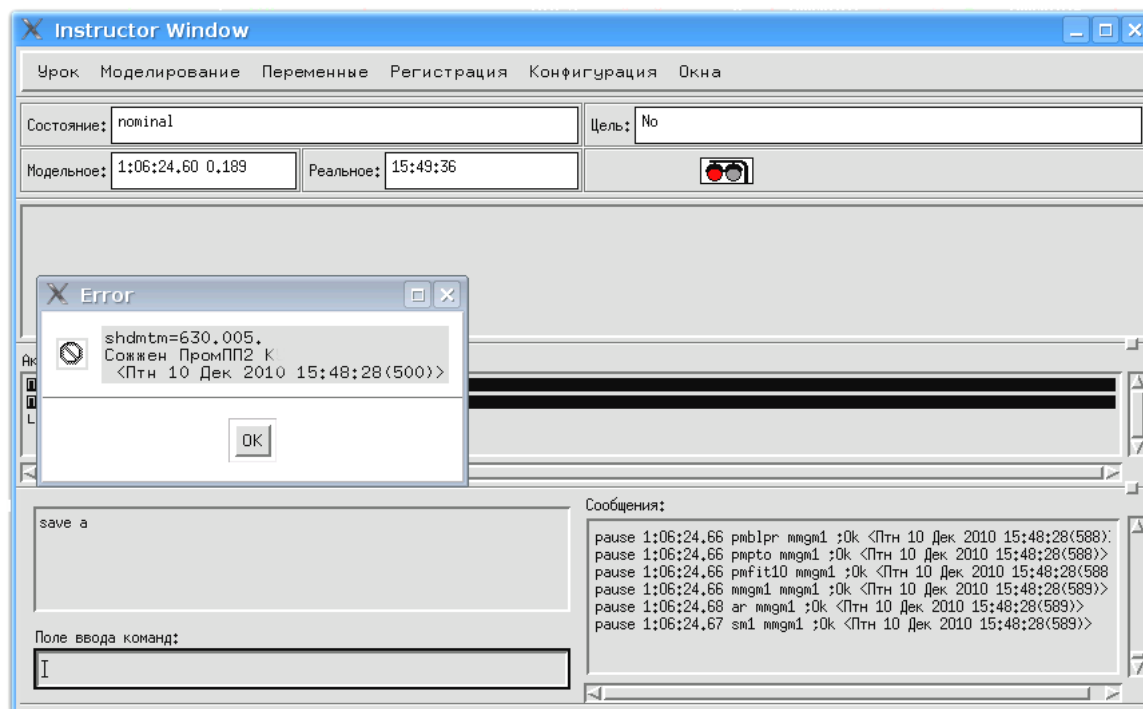 Instructor Window
Урок Моделирование Переменные Регистрация Конфигурация Окна
Состояние: nominal Цель: No
Модельное: 1:06:24.60 0.189 Реальное: 15:49:36
Error
shdmtm=630.005.
Сожжен ПромПП2 К
<Птн 10 Дек 2010 15:48:28(500)>
OK
save a
Поле ввода команд:
Сообщения:
pause 1:06:24.66 pmblpr mmgm1 ;Ok <Птн 10 Дек 2010 15:48:28(588)
pause 1:06:24.66 pmpto mmgm1 ;Ok <Птн 10 Дек 2010 15:48:28(588)>
pause 1:06:24.66 pmfit10 mmgm1 ;Ok <Птн 10 Дек 2010 15:48:28(588
pause 1:06:24.66 mmgm1 mmgm1 ;Ok <Птн 10 Дек 2010 15:48:28(589)>
pause 1:06:24.68 ar mmgm1 ;Ok <Птн 10 Дек 2010 15:48:28(589)>
pause 1:06:24.67 sm1 mmgm1 ;Ok <Птн 10 Дек 2010 15:48:28(589)>